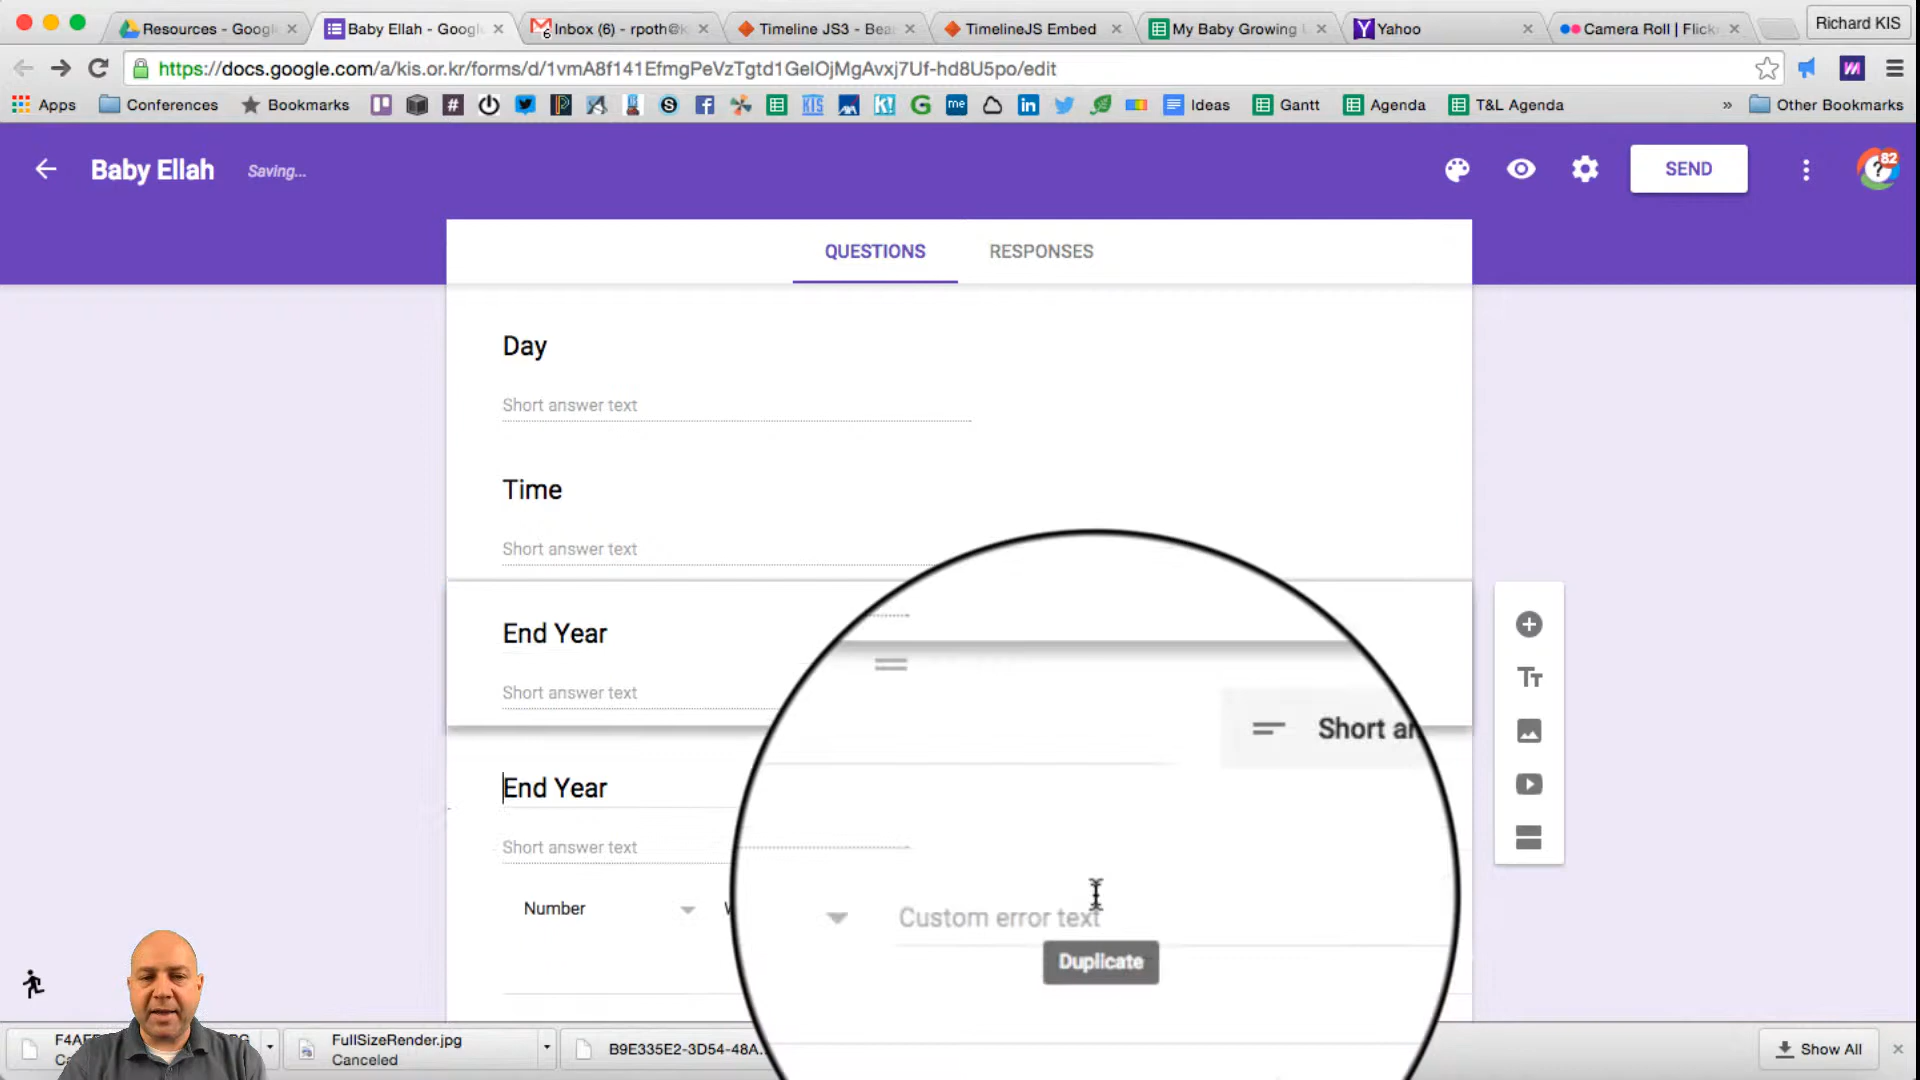 Resources - Google
Baby Ellah - Google
Inbox (6) - rpoth@k
Timeline JS3 - Bea
TimelineJS Embed
My Baby Growing
Yahoo
Camera Roll | Flick
Richard KIS
https://docs.google.com/a/kis.or.kr/forms/d/1vmA8f141EfmgPeVzTgtd1GelOjMgAvxj7Uf-hd8U5po/edit
Apps
Conferences
Bookmarks
Ideas
Gantt
Agenda
T&L Agenda
»
Other Bookmarks
Baby Ellah
Saving...
SEND
82
QUESTIONS
RESPONSES
Day
Short answer text
Time
Short answer text
End Year
Short answer text
Short an
End Year
Short answer text
Number
Custom error text
Duplicate
FullSizeRender.jpg
Canceled
B9E335E2-3D54-48A...
Show All